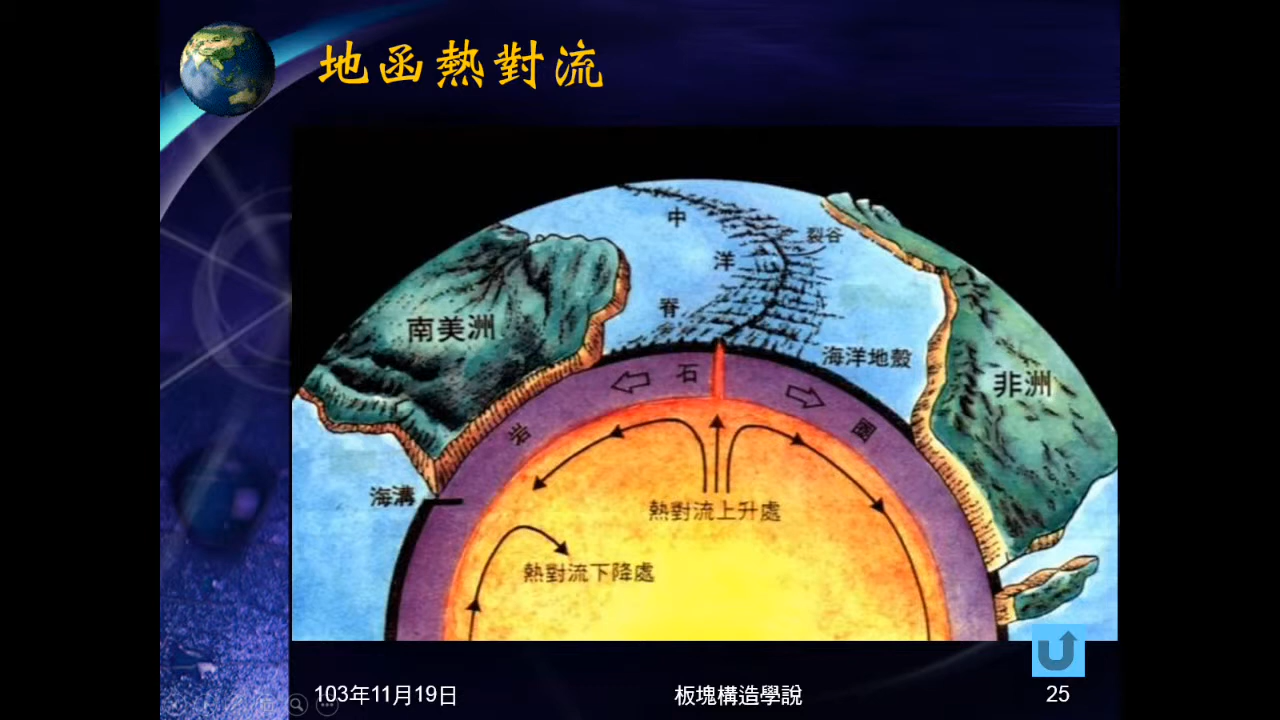 地函熱對流
中
洋
脊
裂谷
南美洲
海洋地殼
非洲
岩
石
圈
海溝
熱對流上升處
熱對流下降處
103年11月19日
板塊構造學說
25